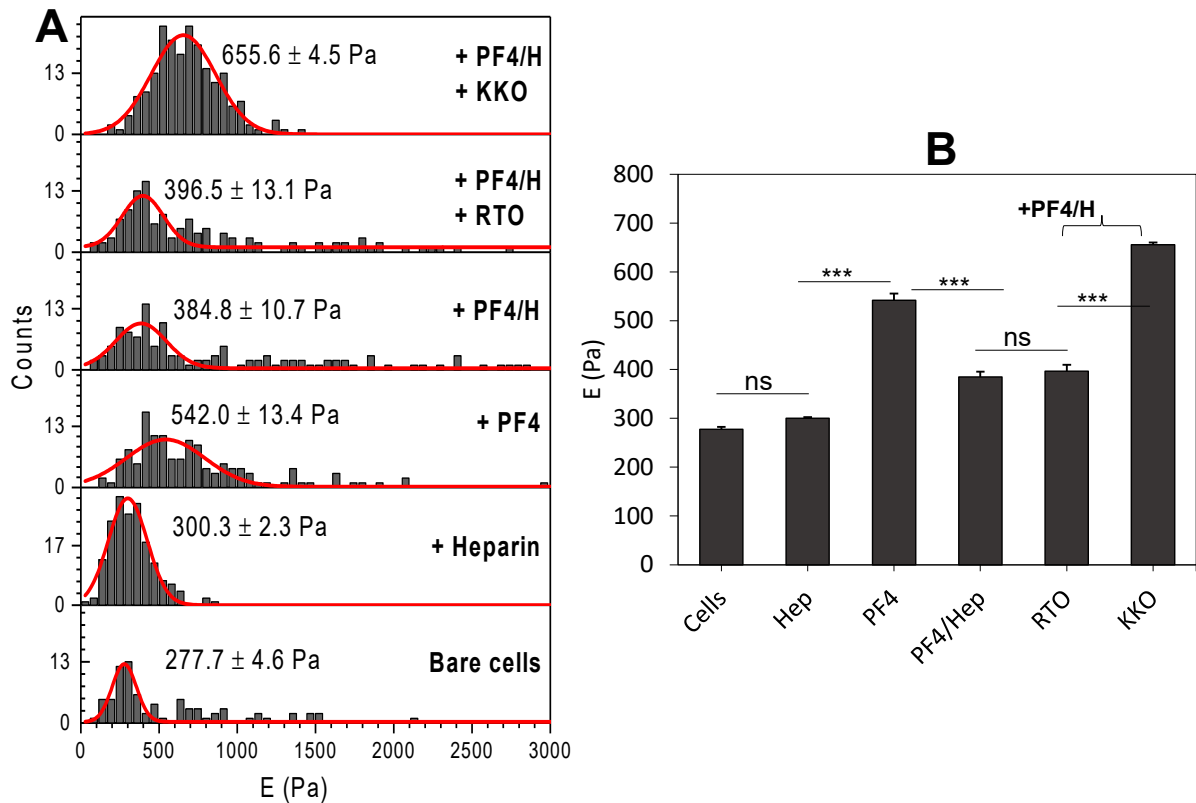 A
655.6 ± 4.5 Pa
+ PF4/H
+ KKO
13
0
396.5 ± 13.1 Pa
+ PF4/H
+ RTO
13
0
384.8 ± 10.7 Pa
+ PF4/H
13
0
542.0 ± 13.4 Pa
+ PF4
13
0
300.3 ± 2.3 Pa
+ Heparin
17
0
277.7 ± 4.6 Pa
Bare cells
13
0
Counts
0 500 1000 1500 2000 2500 3000
E (Pa)
B
800
700
600
500
400
300
200
100
0
E (Pa)
+PF4/H
*** *** ***
ns
ns
Cells Hep PF4 PF4/Hep RTO KKO